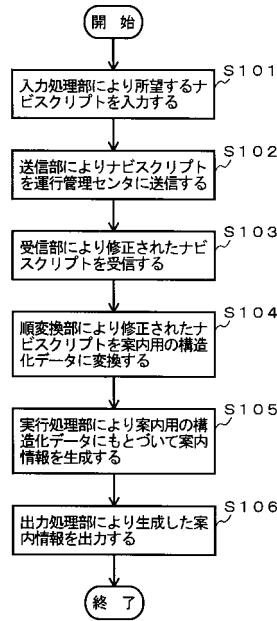 開 始
S101
入力処理部により所望するナ
ビスクリプトを入力する
S102
送信部によりナビスクリプト
を運行管理センタに送信する
S103
受信部により修正されたナビ
スクリプトを受信する
S104
順変換部により修正されたナ
ビスクリプトを案内用の構造
化データに変換する
S105
実行処理部により案内用の構
造化データにもとづいて案内
情報を生成する
S106
出力処理部により生成した案
内情報を出力する
終 了